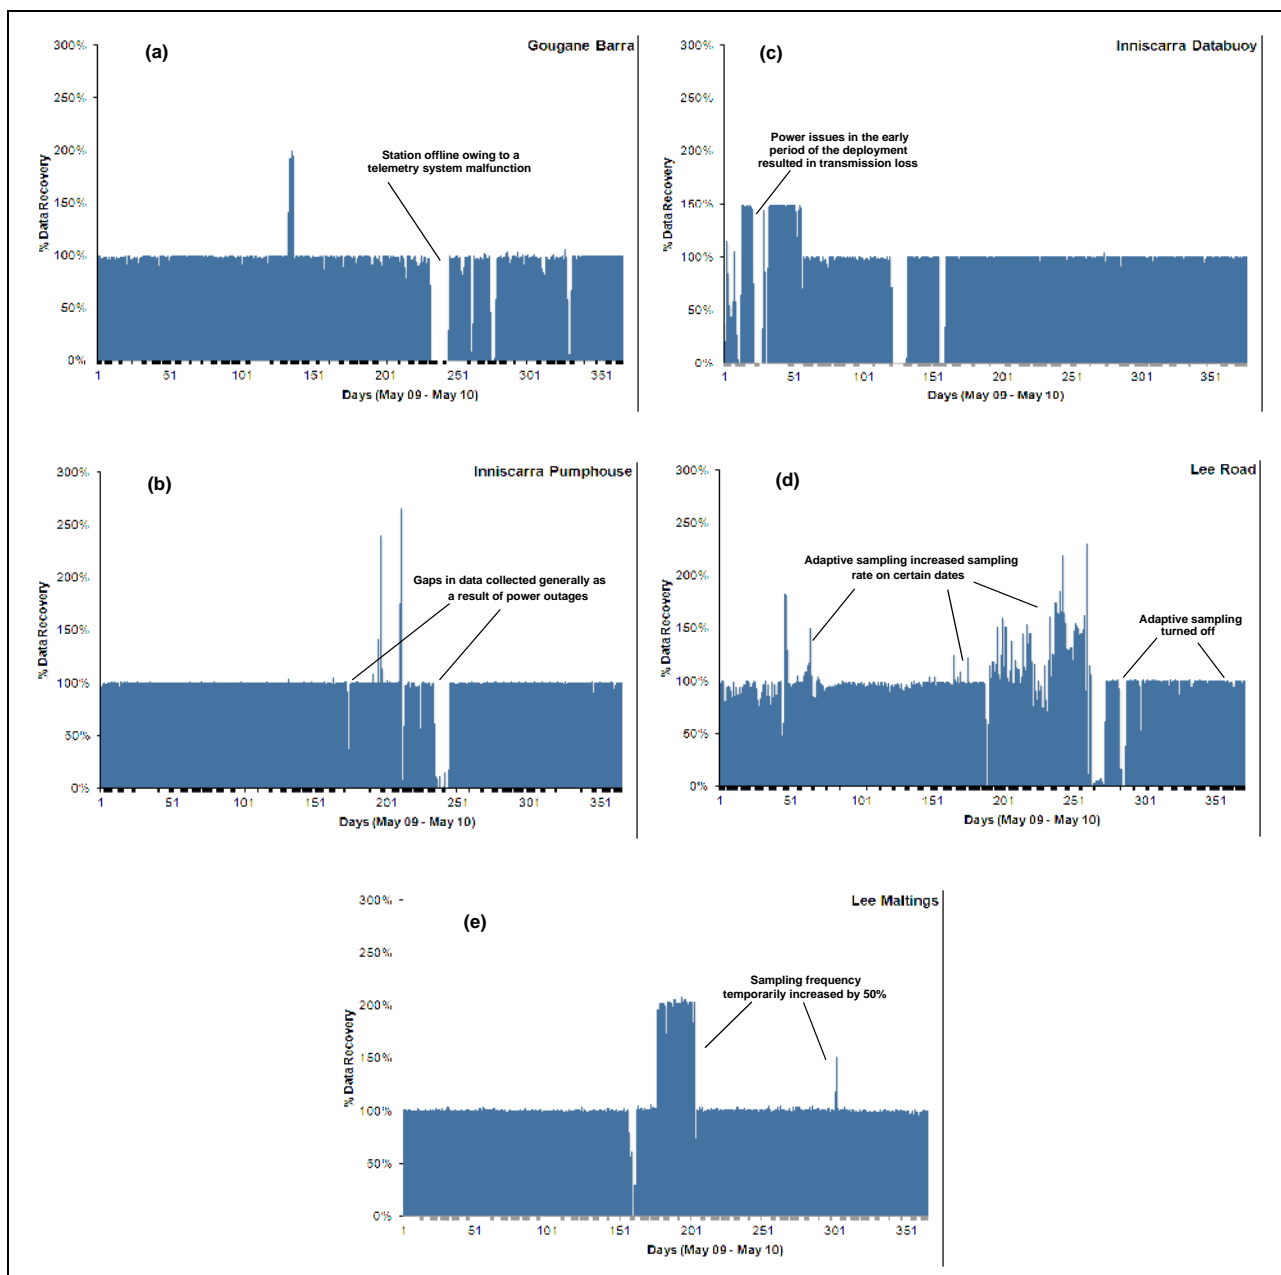 (a)
Gougane Barra
300%
250%
200%
150%
100%
50%
0%
% Data Recovery
Station offline owing to a
telemetry system malfunction
1 51 101 151 201 251 301 351
Days (May 09 - May 10)
(c)
Inniscarra Databuoy
300%
250%
200%
150%
100%
50%
0%
% Data Recovery
Power issues in the early
period of the deployment
resulted in transmission loss
1 51 101 151 201 251 301 351
Days (May 09 - May 10)
(b)
Inniscarra Pumphouse
300%
250%
200%
150%
100%
50%
0%
% Data Recovery
Gaps in data collected generally as
a result of power outages
1 51 101 151 201 251 301 351
Days (May 09 - May 10)
(d)
Lee Road
300%
250%
200%
150%
100%
50%
0%
% Data Recovery
Adaptive sampling increased sampling
rate on certain dates
Adaptive sampling
turned off
1 51 101 151 201 251 301 351
Days (May 09 - May 10)
(e)
Lee Maltings
300%
250%
200%
150%
100%
50%
0%
% Data Recovery
Sampling frequency
temporarily increased by 50%
1 51 101 151 201 251 301 351
Days (May 09 - May 10)